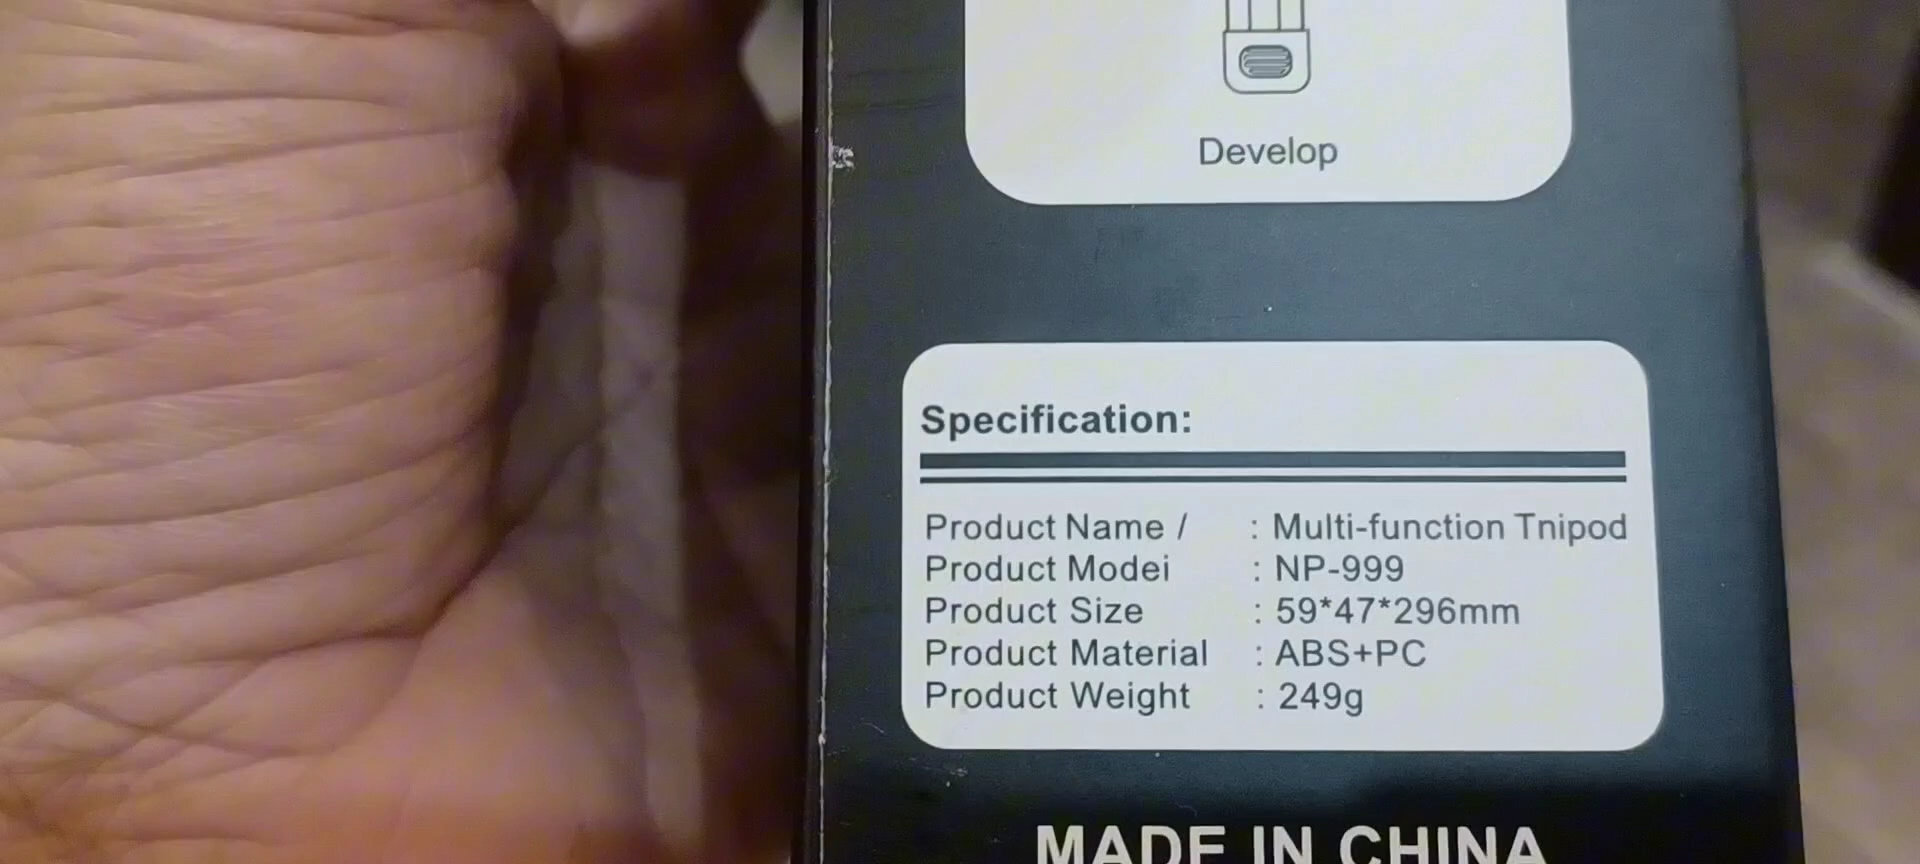 Develop
Specification:
Product Name / : Multi-function Tnipod
Product Modei : NP-999
Product Size : 59*47*296mm
Product Material : ABS+PC
Product Weight : 249g
MADE IN CHINA